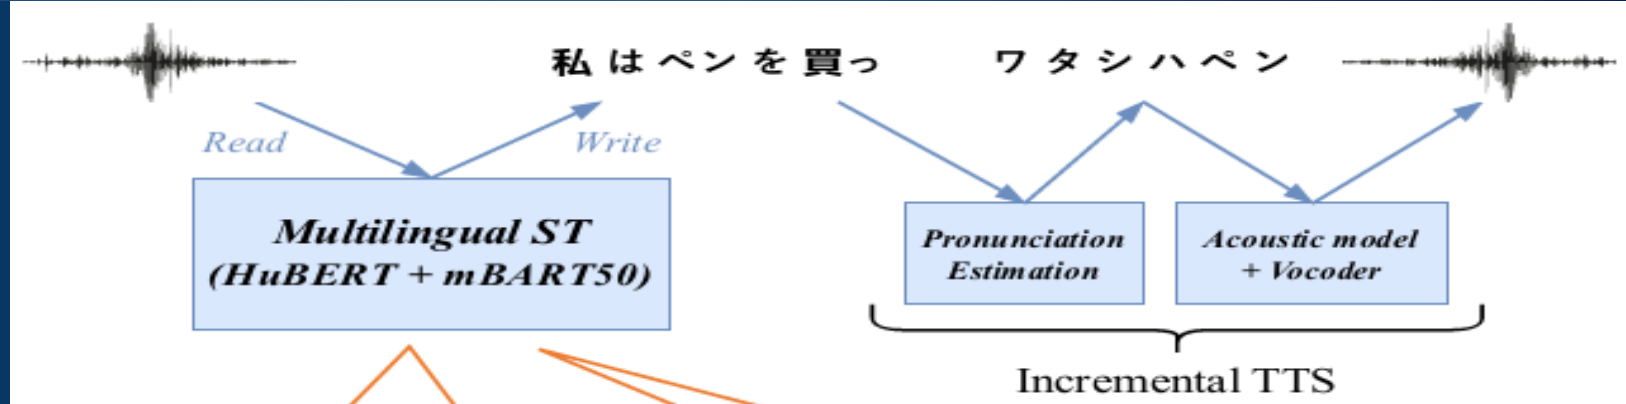 私はペンを買っ
ワタシハペン
Read
Write
Multilingual ST
(HuBERT + mBART50)
Pronunciation
Estimation
Acoustic model
+ Vocoder
Incremental TTS